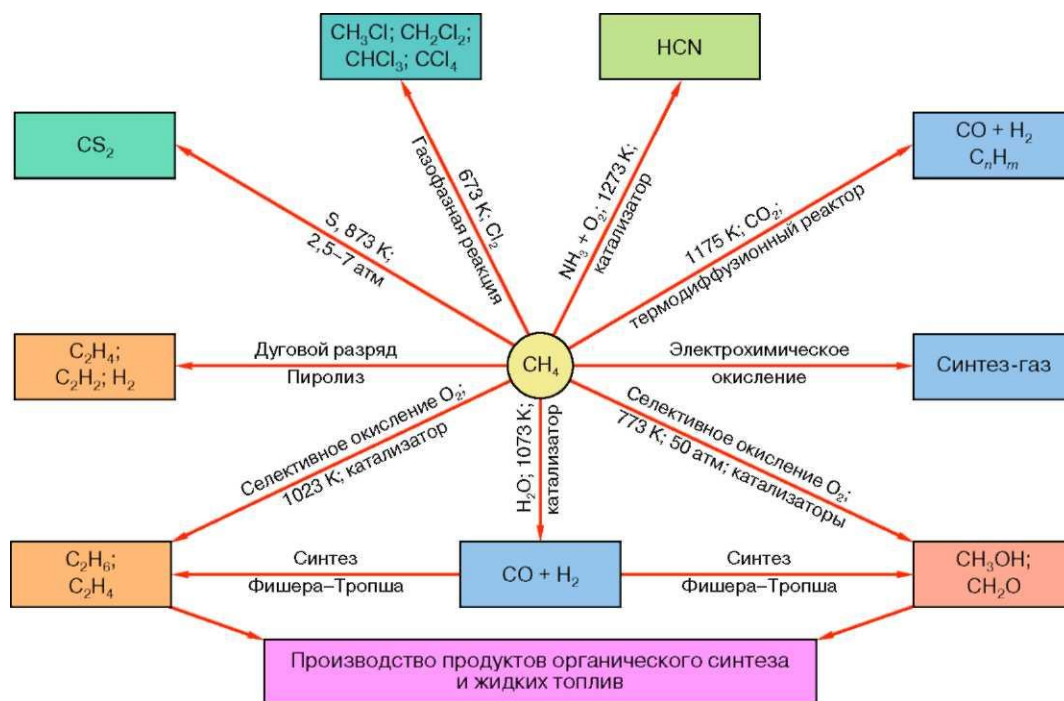 CH₃Cl; CH₂Cl₂;
CHCl₃; CCl₄
HCN
CS₂
CO + H₂
CₙHₘ
S, 873 K;
2,5–7 атм
673 K; Cl₂
Газофазная реакция
NH₃ + O₂; 1273 K;
катализатор
1175 K; CO₂;
термодиффузионный реактор
C₂H₄;
C₂H₂; H₂
Дуговой разряд
Пиролиз
CH₄
Электрохимическое
окисление
Синтез-газ
Селективное окисление O₂;
1023 K; катализатор
H₂O; 1073 K;
катализатор
Селективное окисление O₂;
773 K; 50 атм; катализаторы
C₂H₆;
C₂H₄
Синтез
Фишера–Тропша
CO + H₂
Синтез
Фишера–Тропша
CH₃OH;
CH₂O
Производство продуктов органического синтеза
и жидких топлив